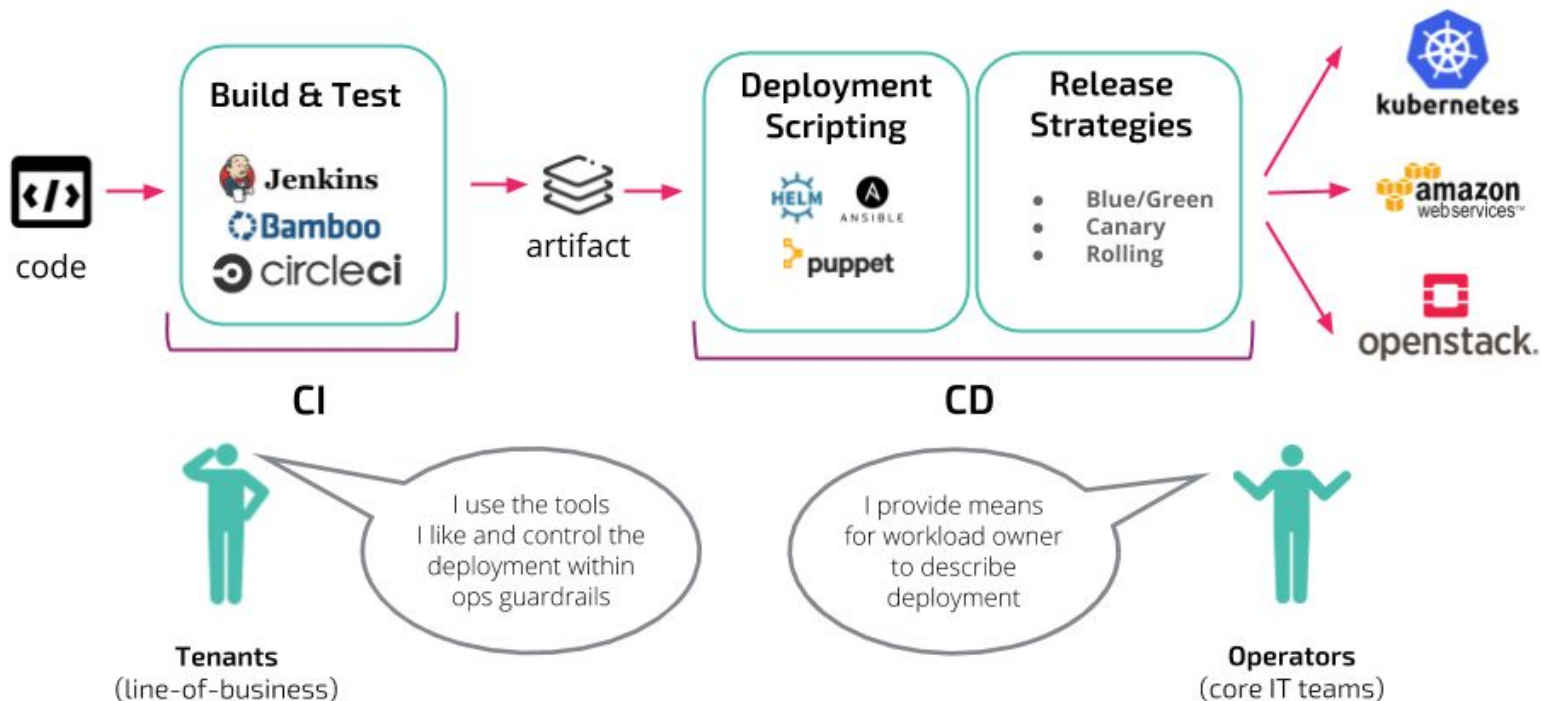 Build & Test
Jenkins
Bamboo
circleci
code
CI
artifact
Deployment
Scripting
HELM
ANSIBLE
puppet
Release
Strategies
• Blue/Green
• Canary
• Rolling
CD
kubernetes
amazon
webservices™
openstack.
I use the tools
I like and control the
deployment within
ops guardrails
Tenants
(line-of-business)
I provide means
for workload owner
to describe
deployment
Operators
(core IT teams)